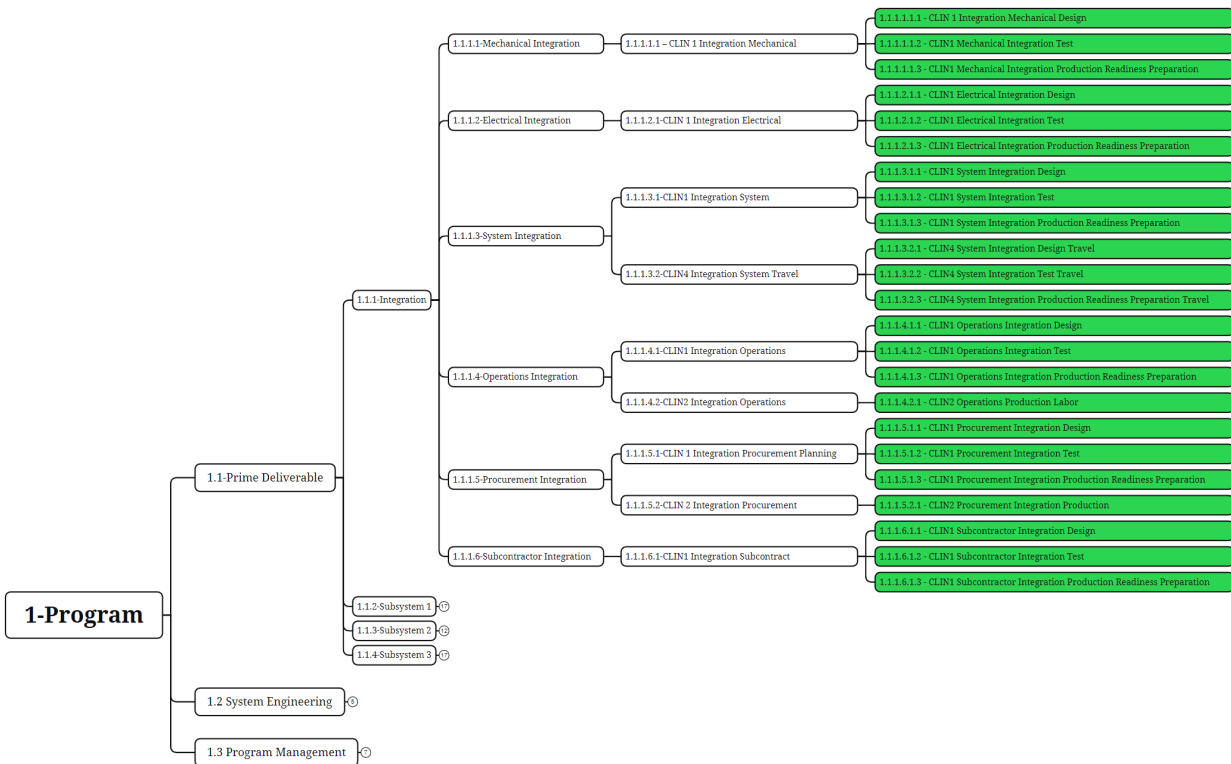 1-Program
1.1-Prime Deliverable
1.1.1-Integration
1.1.1.1-Mechanical Integration
1.1.1.1.1 – CLIN 1 Integration Mechanical
1.1.1.1.1.1 - CLIN 1 Integration Mechanical Design
1.1.1.1.1.2 - CLIN1 Mechanical Integration Test
1.1.1.1.1.3 - CLIN1 Mechanical Integration Production Readiness Preparation
1.1.1.2-Electrical Integration
1.1.1.2.1-CLIN 1 Integration Electrical
1.1.1.2.1.1 - CLIN1 Electrical Integration Design
1.1.1.2.1.2 - CLIN1 Electrical Integration Test
1.1.1.2.1.3 - CLIN1 Electrical Integration Production Readiness Preparation
1.1.1.3-System Integration
1.1.1.3.1-CLIN1 Integration System
1.1.1.3.1.1 - CLIN1 System Integration Design
1.1.1.3.1.2 - CLIN1 System Integration Test
1.1.1.3.1.3 - CLIN1 System Integration Production Readiness Preparation
1.1.1.3.2-CLIN4 Integration System Travel
1.1.1.3.2.1 - CLIN4 System Integration Design Travel
1.1.1.3.2.2 - CLIN4 System Integration Test Travel
1.1.1.3.2.3 - CLIN4 System Integration Production Readiness Preparation Travel
1.1.1.4-Operations Integration
1.1.1.4.1-CLIN1 Integration Operations
1.1.1.4.1.1 - CLIN1 Operations Integration Design
1.1.1.4.1.2 - CLIN1 Operations Integration Test
1.1.1.4.1.3 - CLIN1 Operations Integration Production Readiness Preparation
1.1.1.4.2-CLIN2 Integration Operations
1.1.1.4.2.1 - CLIN2 Operations Production Labor
1.1.1.5-Procurement Integration
1.1.1.5.1-CLIN 1 Integration Procurement Planning
1.1.1.5.1.1 - CLIN1 Procurement Integration Design
1.1.1.5.1.2 - CLIN1 Procurement Integration Test
1.1.1.5.1.3 - CLIN1 Procurement Integration Production Readiness Preparation
1.1.1.5.2-CLIN 2 Integration Procurement
1.1.1.5.2.1 - CLIN2 Procurement Integration Production
1.1.1.6-Subcontractor Integration
1.1.1.6.1-CLIN1 Integration Subcontract
1.1.1.6.1.1 - CLIN1 Subcontractor Integration Design
1.1.1.6.1.2 - CLIN1 Subcontractor Integration Test
1.1.1.6.1.3 - CLIN1 Subcontractor Integration Production Readiness Preparation
1.1.2-Subsystem 1
17
1.1.3-Subsystem 2
12
1.1.4-Subsystem 3
17
1.2 System Engineering
1.3 Program Management
7